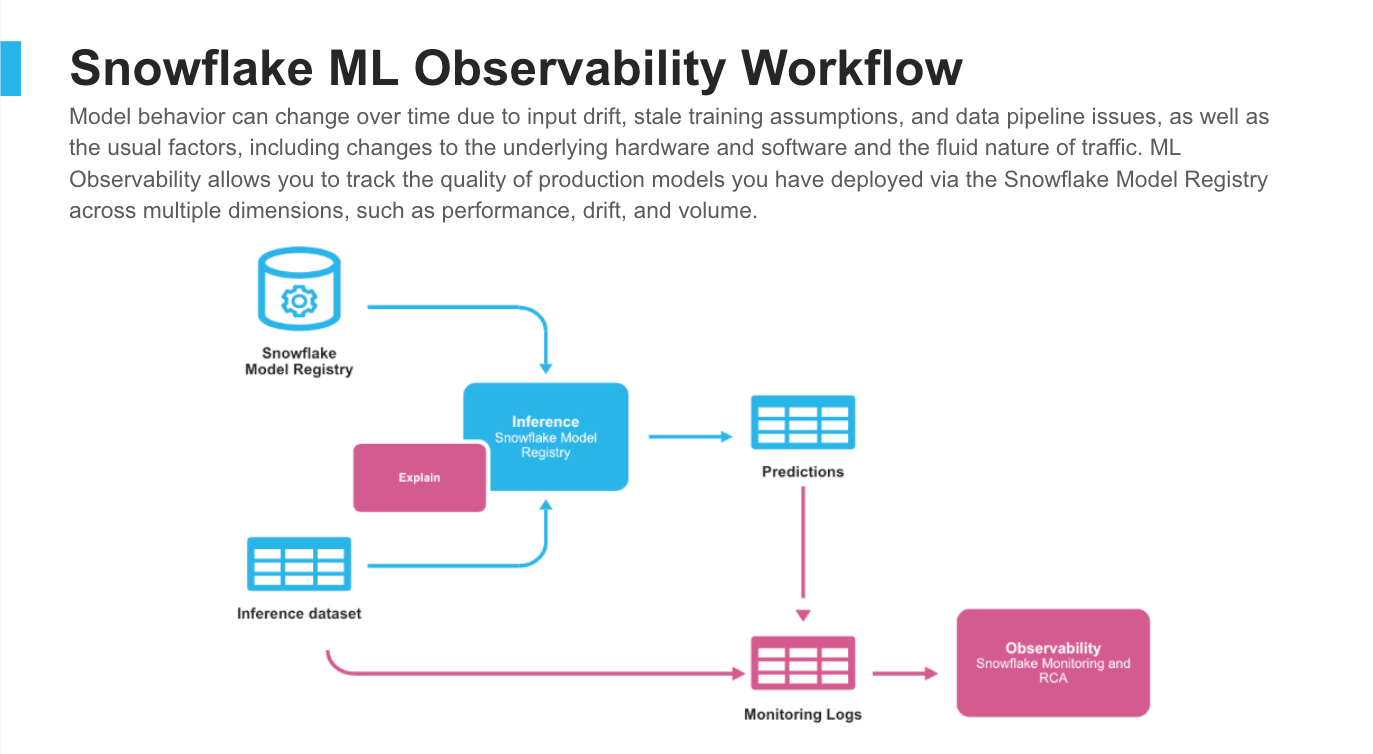 Snowflake ML Observability Workflow
Model behavior can change over time due to input drift, stale training assumptions, and data pipeline issues, as well as
the usual factors, including changes to the underlying hardware and software and the fluid nature of traffic. ML
Observability allows you to track the quality of production models you have deployed via the Snowflake Model Registry
across multiple dimensions, such as performance, drift, and volume.
Snowflake
Model Registry
Inference
Snowflake Model
Registry
Explain
Predictions
Inference dataset
Observability
Snowflake Monitoring and
RCA
Monitoring Logs